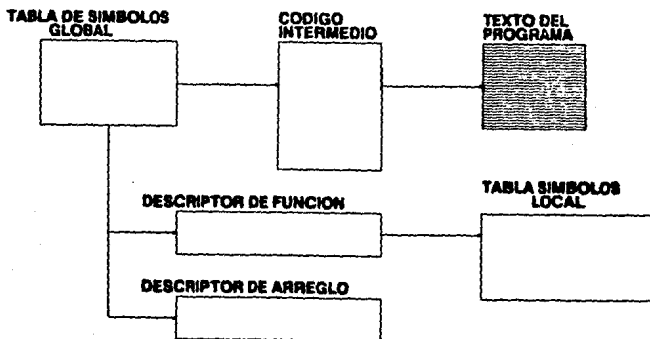 TABLA DE SIMBOLOS
GLOBAL
CODIGO
INTERMEDIO
TEXTO DEL
PROGRAMA
DESCRIPTOR DE FUNCION
TABLA SIMBOLOS
LOCAL
DESCRIPTOR DE ARREGLO